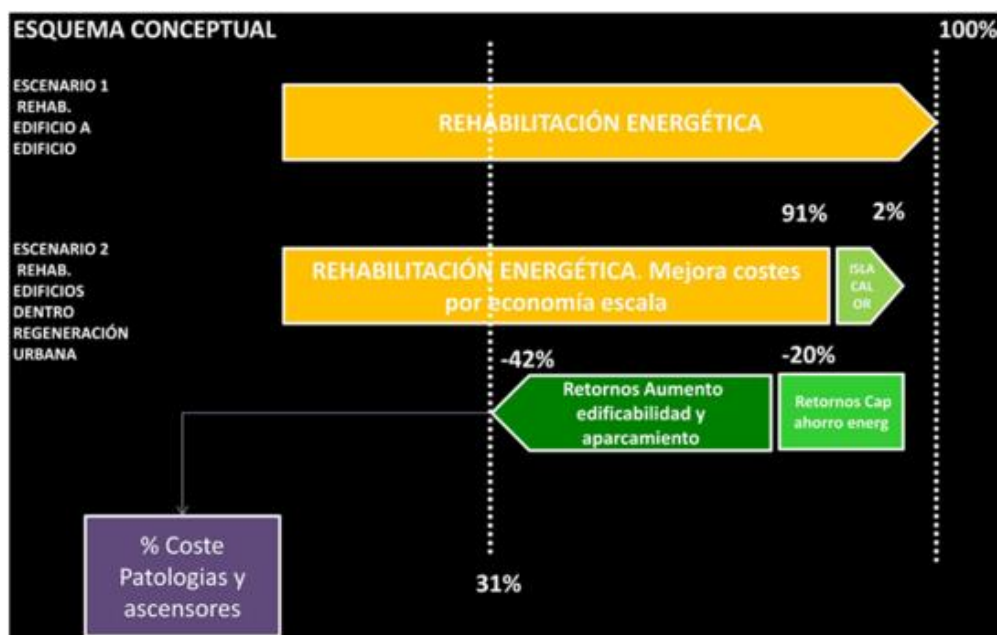 ESQUEMA CONCEPTUAL
100%
ESCENARIO 1
REHAB.
EDIFICIO A
EDIFICIO
REHABILITACIÓN ENERGÉTICA
91%
2%
ESCENARIO 2
REHAB.
EDIFICIOS
DENTRO
REGENERACIÓN
URBANA
REHABILITACIÓN ENERGÉTICA. Mejora costes
por economía escala
ISLA
CAL
OR
-42%
-20%
Retornos Aumento
edificabilidad y
aparcamiento
Retornos Cap
ahorro energ
% Coste
Patologias y
ascensores
31%